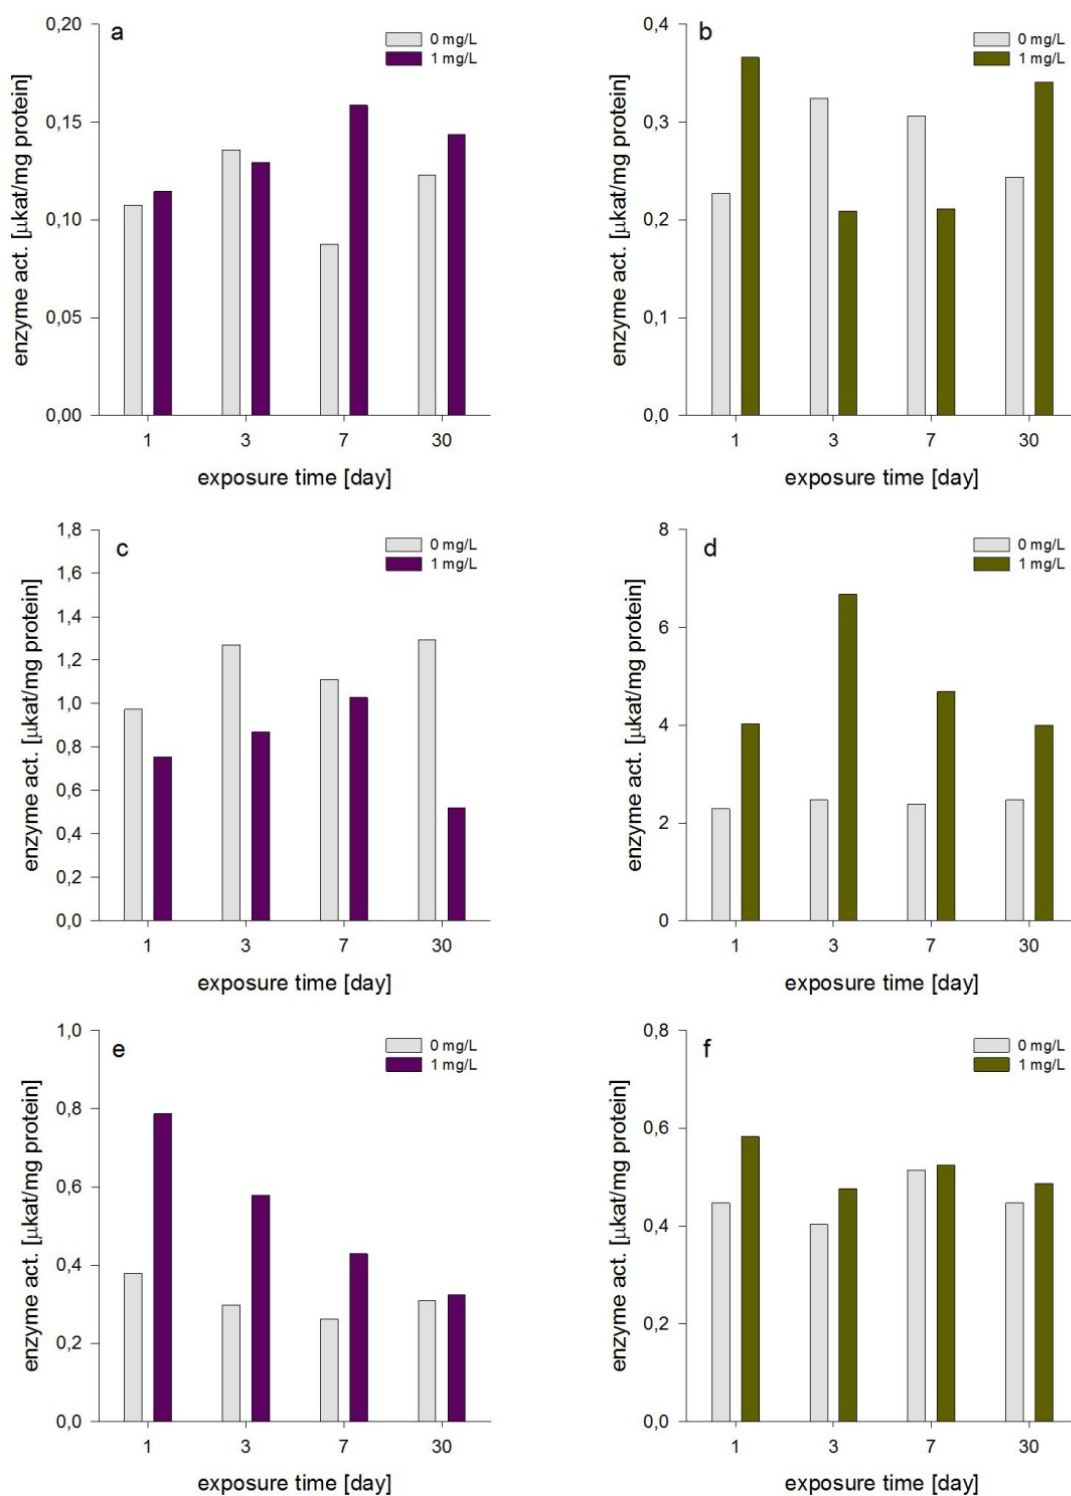 a
0 mg/L
1 mg/L
0,20
0,15
0,10
0,05
0,00
enzyme act. [µkat/mg protein]
1 3 7 30
exposure time [day]
b
0 mg/L
1 mg/L
0,4
0,3
0,2
0,1
0,0
enzyme act. [µkat/mg protein]
1 3 7 30
exposure time [day]
c
0 mg/L
1 mg/L
1,8
1,6
1,4
1,2
1,0
0,8
0,6
0,4
0,2
0,0
enzyme act. [µkat/mg protein]
1 3 7 30
exposure time [day]
d
0 mg/L
1 mg/L
8
6
4
2
0
enzyme act. [µkat/mg protein]
1 3 7 30
exposure time [day]
e
0 mg/L
1 mg/L
1,0
0,8
0,6
0,4
0,2
0,0
enzyme act. [µkat/mg protein]
1 3 7 30
exposure time [day]
f
0 mg/L
1 mg/L
0,8
0,6
0,4
0,2
0,0
enzyme act. [µkat/mg protein]
1 3 7 30
exposure time [day]